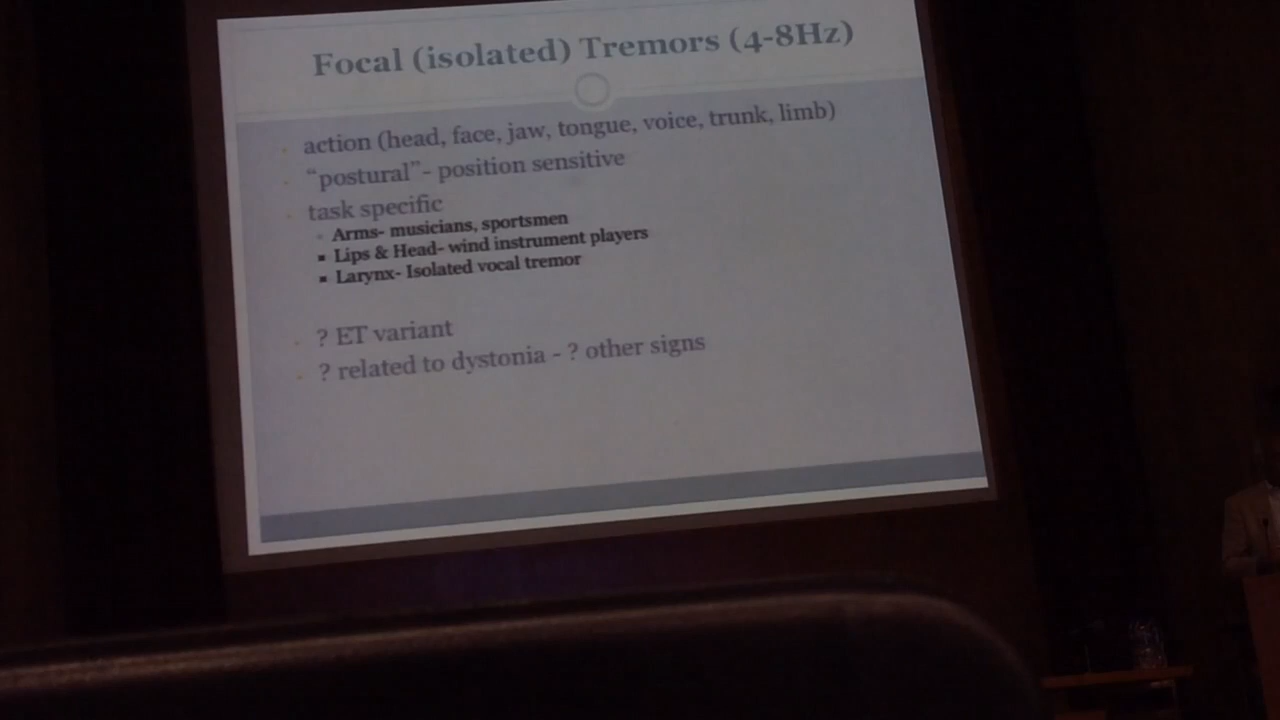 Focal (isolated) Tremors (4-8Hz)
action (head, face, jaw, tongue, voice, trunk, limb)
“postural”- position sensitive
task specific
Arms- musicians, sportsmen
Lips & Head- wind instrument players
Larynx- Isolated vocal tremor
? ET variant
? related to dystonia - ? other signs